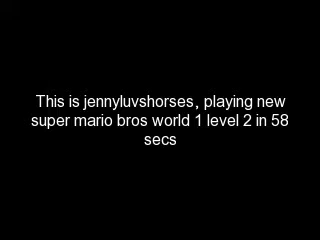 This is jennyluvshorses, playing new
super mario bros world 1 level 2 in 58
secs